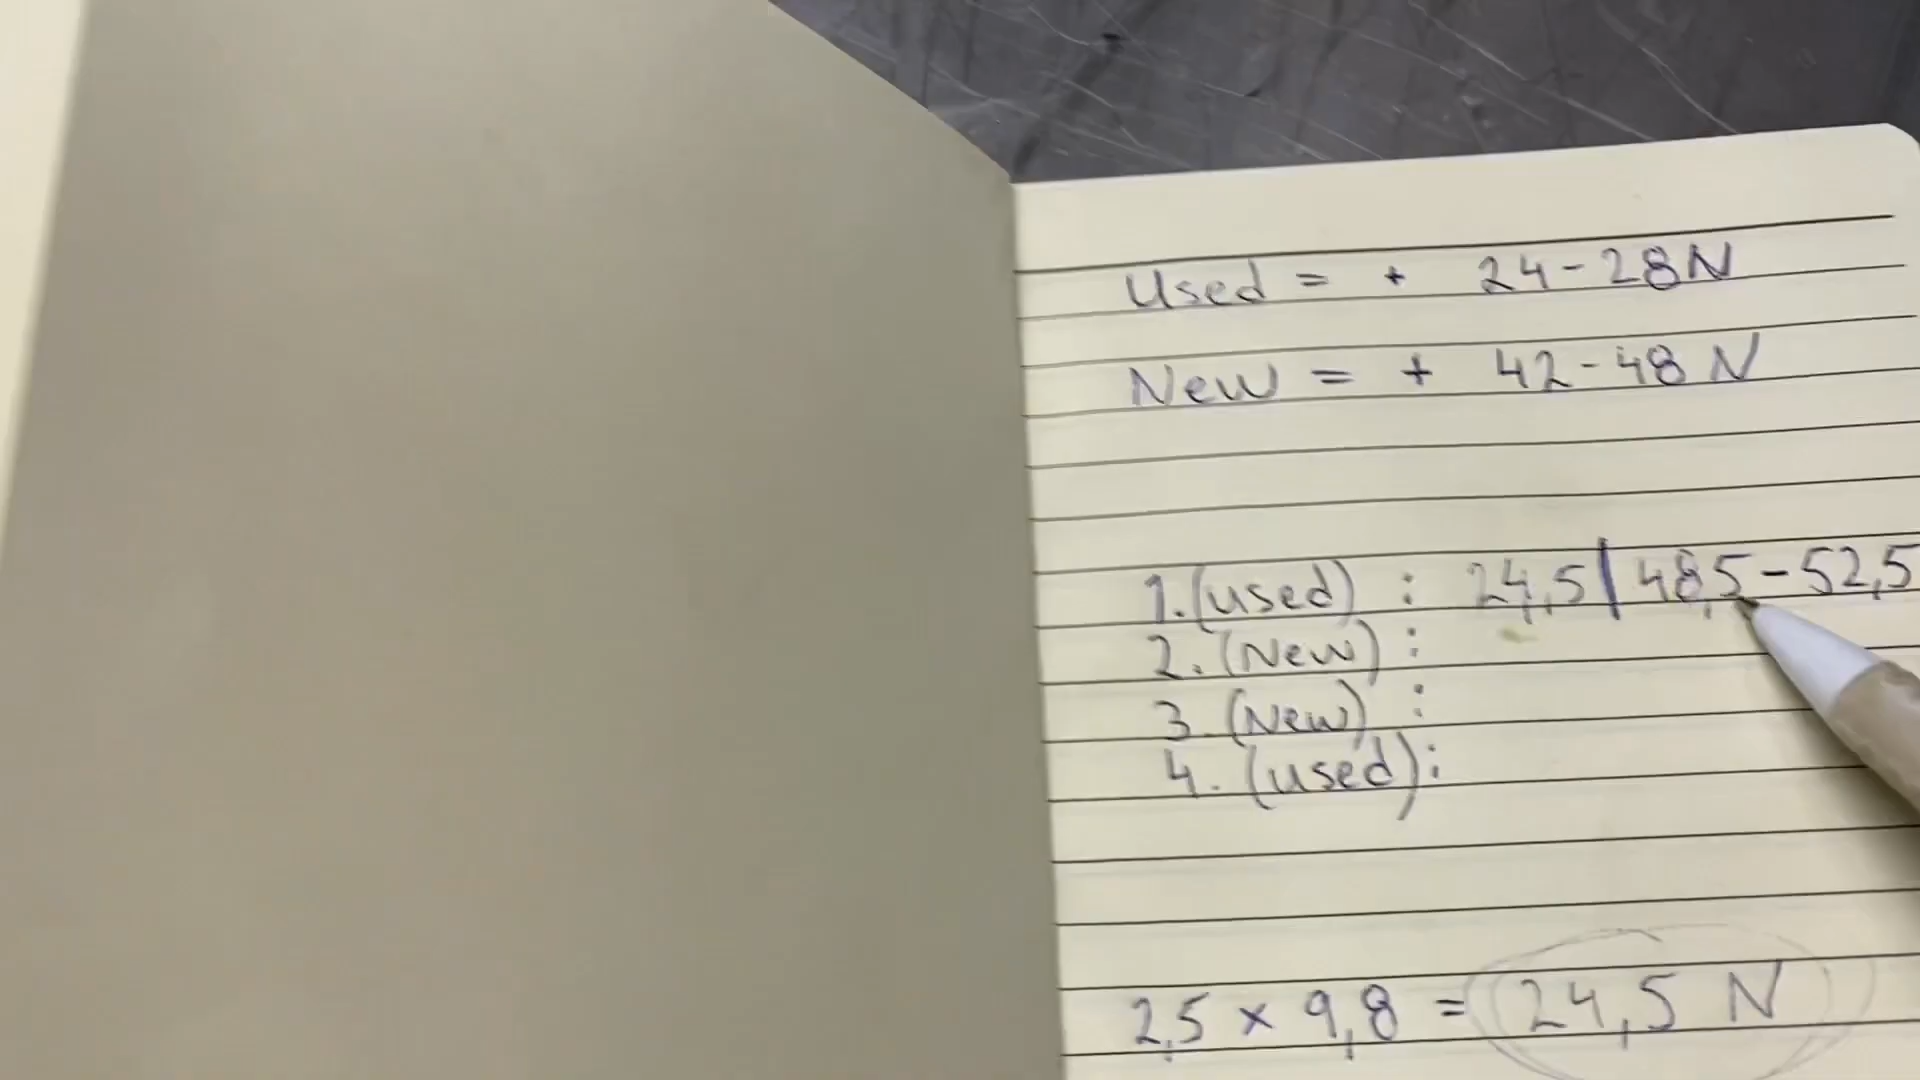 Used = + 24-28N
New = + 42-48 N
1.(used) : 24,5 | 48,5-52,5
2. (New) :
3. (New) :
4. (used):
2,5 x 9,8 = 24,5 N